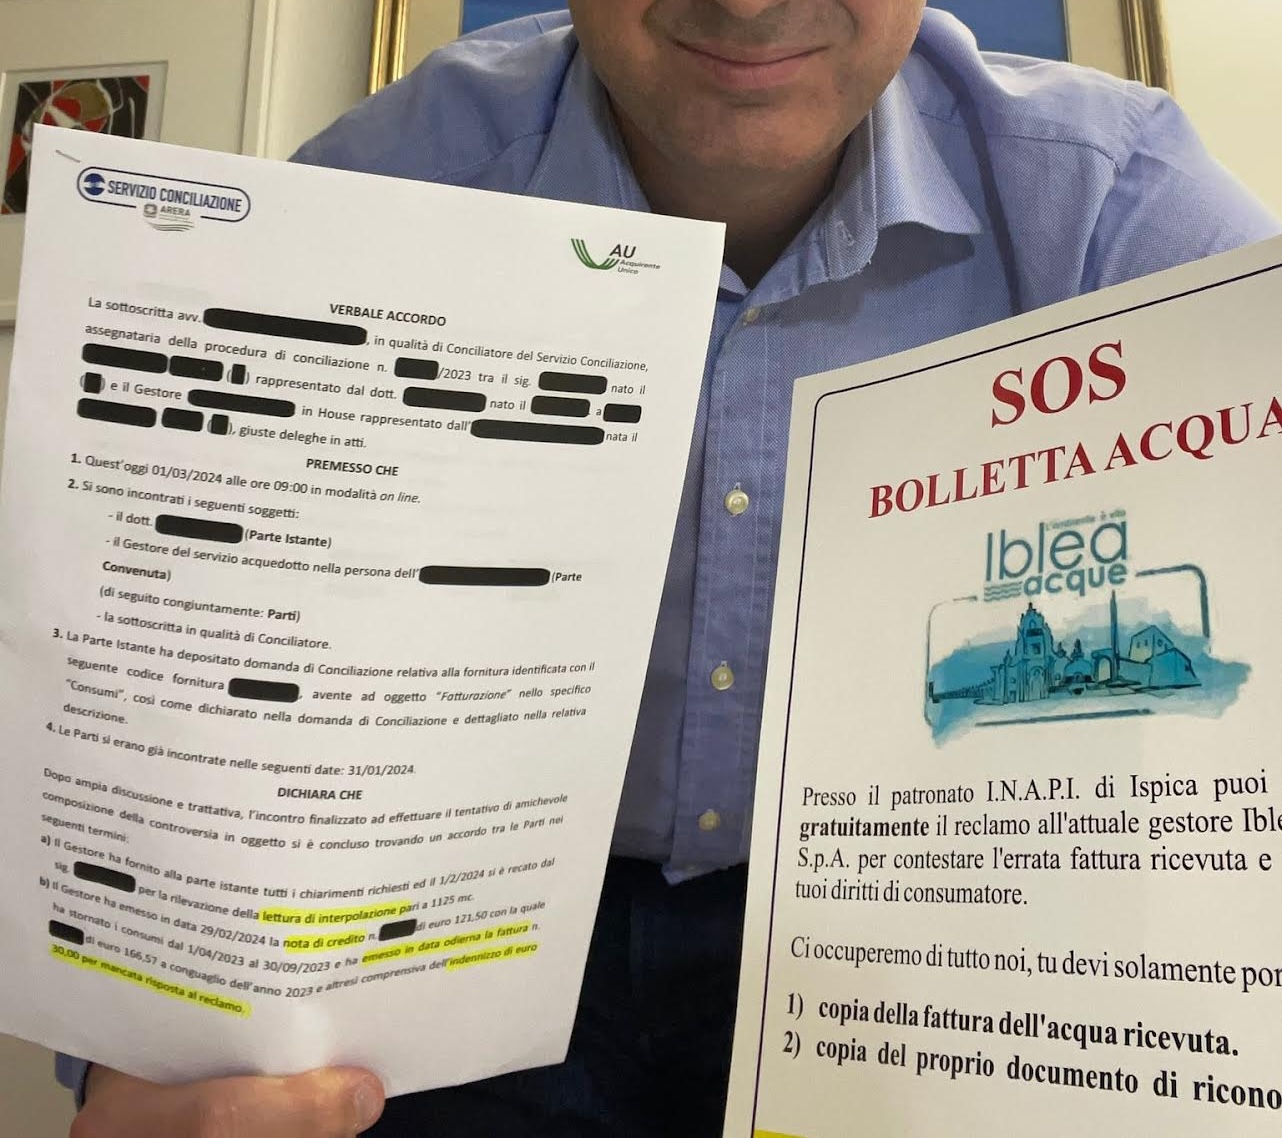 SERVIZIO CONCILIAZIONE
ARERA
AU
Acquirente
Unico
VERBALE ACCORDO
La sottoscritta avv. , in qualità di Conciliatore del Servizio Conciliazione,
assegnataria della procedura di conciliazione n. /2023 tra il sig. nato il
( ) rappresentato dal dott. nato il a
( ) e il Gestore in House rappresentato dall' nata il
( ), giuste deleghe in atti.
PREMESSO CHE
1. Quest'oggi 01/03/2024 alle ore 09:00 in modalità on line.
2. Si sono incontrati i seguenti soggetti:
- il dott. (Parte Istante)
- il Gestore del servizio acquedotto nella persona dell' (Parte
Convenuta)
(di seguito congiuntamente: Parti)
- la sottoscritta in qualità di Conciliatore.
3. La Parte Istante ha depositato domanda di Conciliazione relativa alla fornitura identificata con il
seguente codice fornitura , avente ad oggetto "Fatturazione" nello specifico
"Consumi", così come dichiarato nella domanda di Conciliazione e dettagliato nella relativa
descrizione.
4. Le Parti si erano già incontrate nelle seguenti date: 31/01/2024.
DICHIARA CHE
Dopo ampia discussione e trattativa, l'incontro finalizzato ad effettuare il tentativo di amichevole
composizione della controversia in oggetto si è concluso trovando un accordo tra le Parti nei
seguenti termini:
a) Il Gestore ha fornito alla parte istante tutti i chiarimenti richiesti ed il 1/2/2024 si è recato dal
sig. per la rilevazione della lettura di interpolazione pari a 1125 mc.
b) Il Gestore ha emesso in data 29/02/2024 la nota di credito n. di euro 121,50 con la quale
ha stornato i consumi dal 1/04/2023 al 30/09/2023 e ha emesso in data odierna la fattura n.
di euro 166,57 a conguaglio dell'anno 2023 e altresì comprensiva dell'indennizzo di euro
30,00 per mancata risposta al reclamo.
SOS
BOLLETTA ACQUA
L'ambiente è vita
Iblea
acque
Presso il patronato I.N.A.P.I. di Ispica puoi
gratuitamente il reclamo all'attuale gestore Ible
S.p.A. per contestare l'errata fattura ricevuta e
tuoi diritti di consumatore.
Ci occuperemo di tutto noi, tu devi solamente por
1) copia della fattura dell'acqua ricevuta.
2) copia del proprio documento di ricono